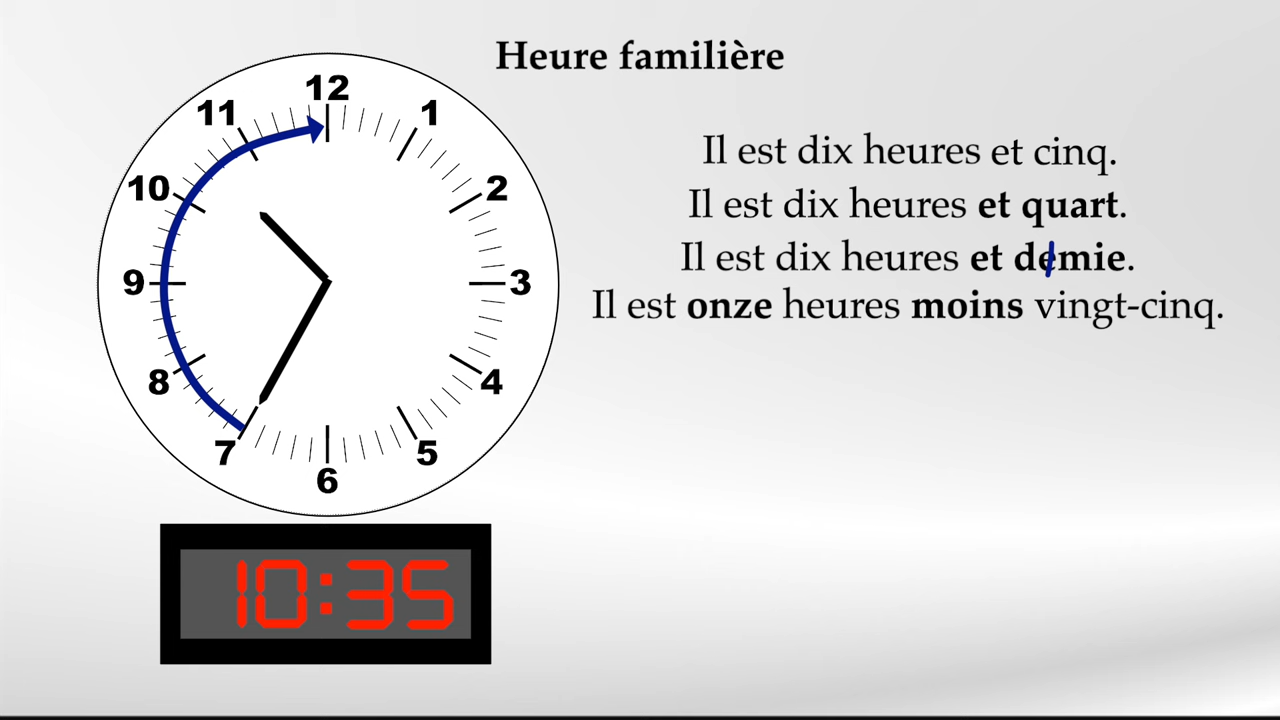 Heure familière
Il est dix heures et cinq.
Il est dix heures et quart.
Il est dix heures et demie.
Il est onze heures moins vingt-cinq.
12
11
1
10
2
9
3
8
4
7
5
6
10:35